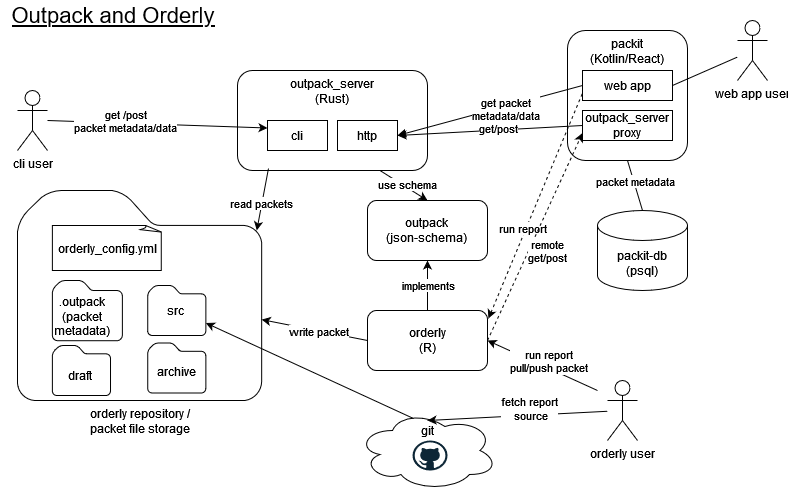 Outpack and Orderly
packit
(Kotlin/React)
web app
outpack_server
proxy
web app user
outpack_server
(Rust)
cli
http
get /post
packet metadata/data
cli user
get packet
metadata/data
get/post
packet metadata
packit-db
(psql)
read packets
use schema
outpack
(json-schema)
run report
remote
get/post
implements
orderly
(R)
orderly_config.yml
.outpack
(packet
metadata)
src
draft
archive
orderly repository /
packet file storage
write packet
run report
pull/push packet
fetch report
source
orderly user
git